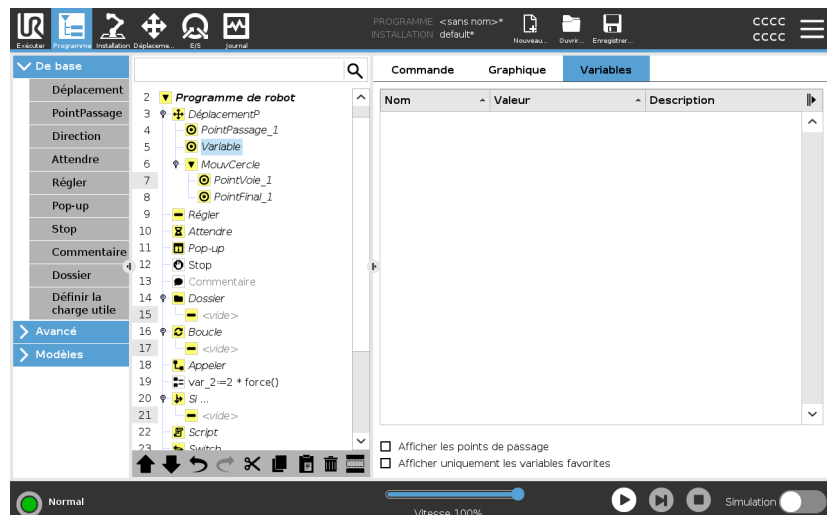 PROGRAMME <sans nom>*
INSTALLATION default*
CCCC
CCCC
Exécuter Programme Installation Déplaceme... E/S Journal Nouveau... Ouvrir... Enregistrer...
De base
Déplacement
PointPassage
Direction
Attendre
Régler
Pop-up
Stop
Commentaire
Dossier
Définir la
charge utile
Avancé
Modèles
2 Programme de robot
3 DéplacementP
4 PointPassage_1
5 Variable
6 MouvCercle
7 PointVoie_1
8 PointFinal_1
9 Régler
10 Attendre
11 Pop-up
12 Stop
13 Commentaire
14 Dossier
15 <vide>
16 Boucle
17 <vide>
18 Appeler
19 var_2:=2 * force()
20 Si ...
21 <vide>
22 Script
23 Switch
Commande Graphique Variables
Nom Valeur Description
Afficher les points de passage
Afficher uniquement les variables favorites
Normal
Vitesse 100%
Simulation